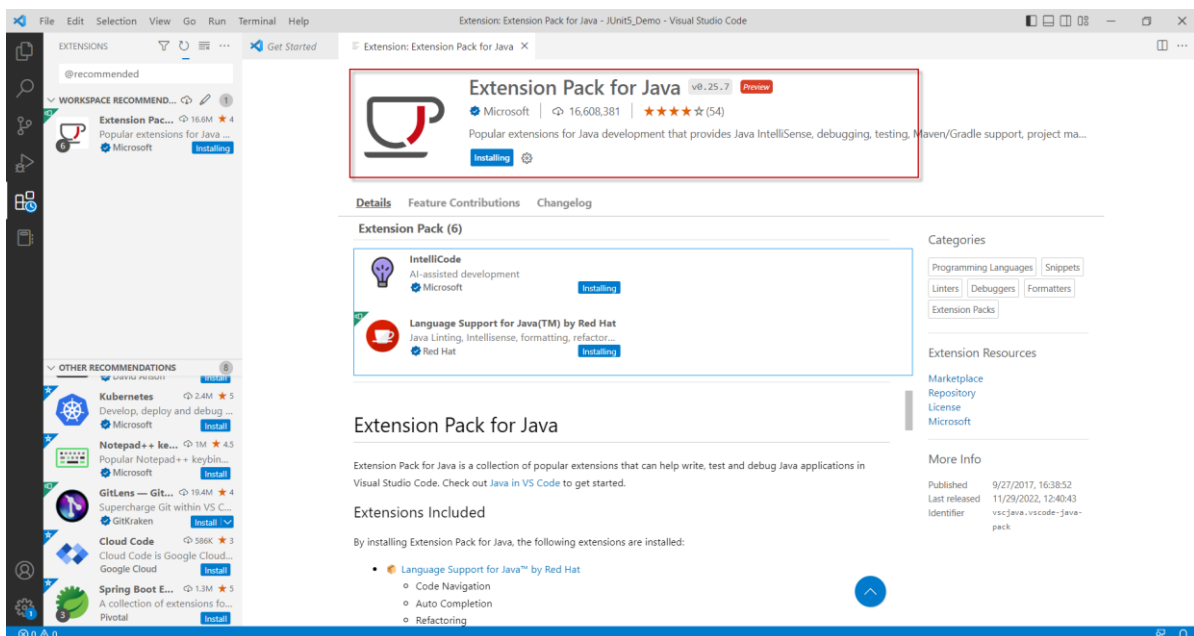 File Edit Selection View Go Run Terminal Help
Extension: Extension Pack for Java - JUnit5_Demo - Visual Studio Code
EXTENSIONS
@recommended
WORKSPACE RECOMMEND... 1
Extension Pac... 16.6M ★ 4
Popular extensions for Java ...
Microsoft Installing
6
OTHER RECOMMENDATIONS 8
David Anson Install
Kubernetes 2.4M ★ 5
Develop, deploy and debug ...
Microsoft Install
Notepad++ ke... 1M ★ 4.5
Popular Notepad++ keybin...
Microsoft Install
GitLens — Git... 19.4M ★ 4
Supercharge Git within VS C...
GitKraken Install
Cloud Code 586K ★ 3
Cloud Code is Google Cloud...
Google Cloud Install
Spring Boot E... 1.3M ★ 5
A collection of extensions fo...
3
Pivotal Install
1
Get Started
Extension: Extension Pack for Java
Extension Pack for Java v0.25.7 Preview
Microsoft 16,608,381 ★★★★☆(54)
Popular extensions for Java development that provides Java IntelliSense, debugging, testing, Maven/Gradle support, project ma...
Installing
Details Feature Contributions Changelog
Extension Pack (6)
IntelliCode
AI-assisted development
Microsoft Installing
Language Support for Java(TM) by Red Hat
Java Linting, Intellisense, formatting, refactor...
Red Hat Installing
Extension Pack for Java
Extension Pack for Java is a collection of popular extensions that can help write, test and debug Java applications in
Visual Studio Code. Check out Java in VS Code to get started.
Extensions Included
By installing Extension Pack for Java, the following extensions are installed:
• Language Support for Java™ by Red Hat
Code Navigation
Auto Completion
Refactoring
Categories
Programming Languages Snippets
Linters Debuggers Formatters
Extension Packs
Extension Resources
Marketplace
Repository
License
Microsoft
More Info
Published 9/27/2017, 16:38:52
Last released 11/29/2022, 12:40:43
Identifier vscjava.vscode-java-
pack
0 0